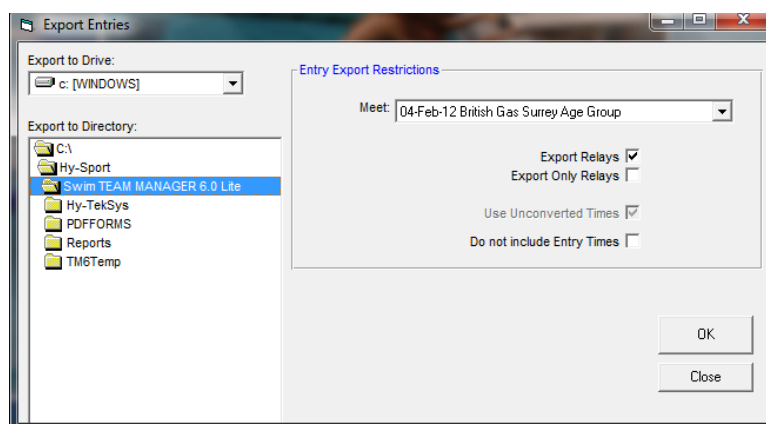 Export Entries
Export to Drive:
c: [WINDOWS]
Export to Directory:
C:\
Hy-Sport
Swim TEAM MANAGER 6.0 Lite
Hy-TekSys
PDFFORMS
Reports
TM6Temp
Entry Export Restrictions
Meet: 04-Feb-12 British Gas Surrey Age Group
Export Relays
Export Only Relays
Use Unconverted Times
Do not include Entry Times
OK
Close